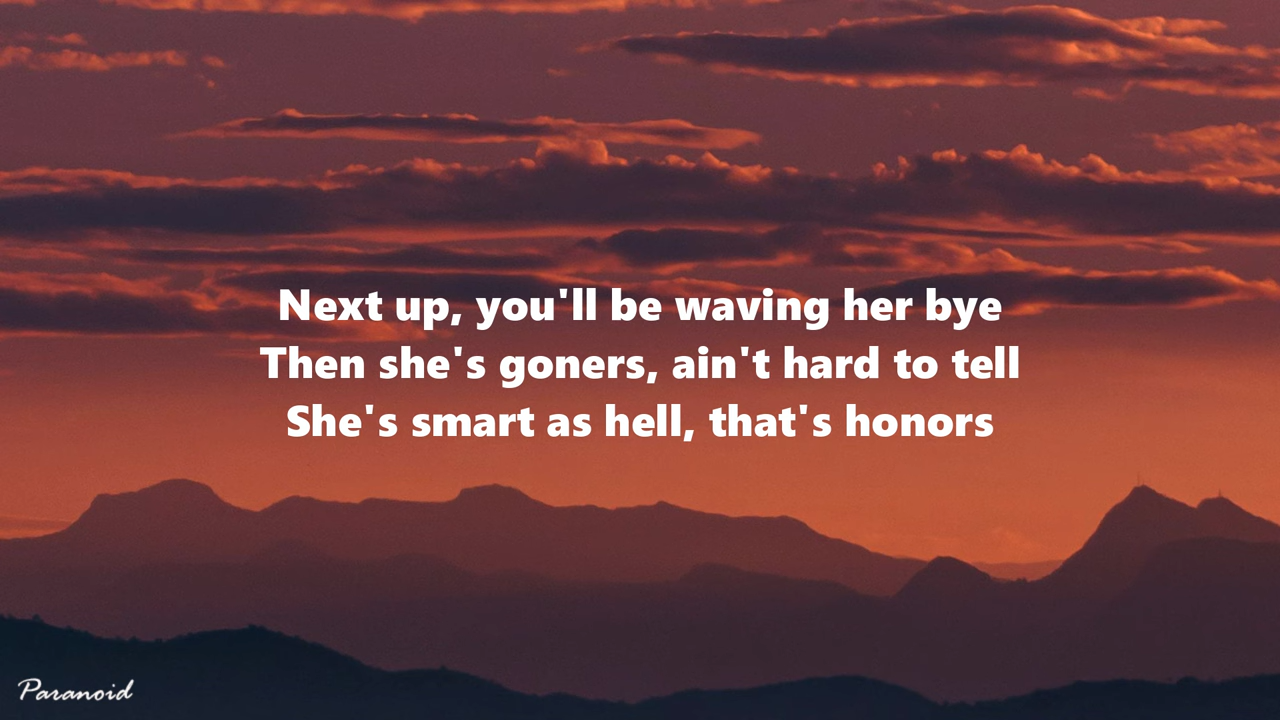 Next up, you'll be waving her bye
Then she's goners, ain't hard to tell
She's smart as hell, that's honors
Paranoid